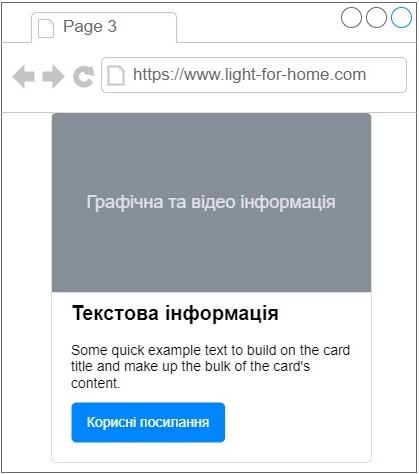 Page 3
https://www.light-for-home.com
Графічна та відео інформація
Текстова інформація
Some quick example text to build on the card
title and make up the bulk of the card's
content.
Корисні посилання